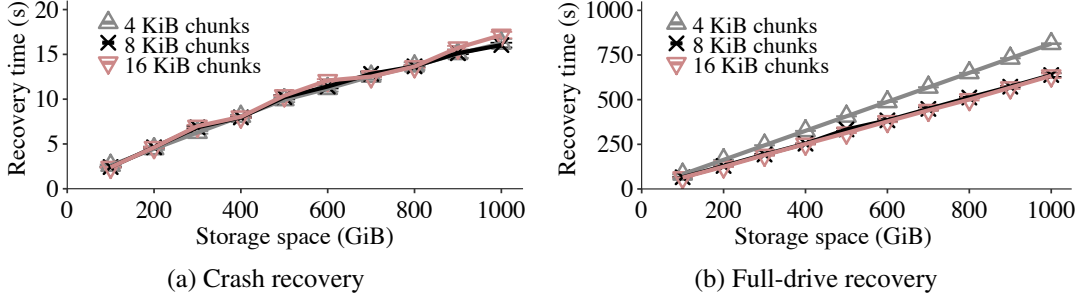 Recovery time (s)
20
15
10
5
0
4 KiB chunks
8 KiB chunks
16 KiB chunks
0 200 400 600 800 1000
Storage space (GiB)
(a) Crash recovery
Recovery time (s)
1000
750
500
250
0
4 KiB chunks
8 KiB chunks
16 KiB chunks
0 200 400 600 800 1000
Storage space (GiB)
(b) Full-drive recovery